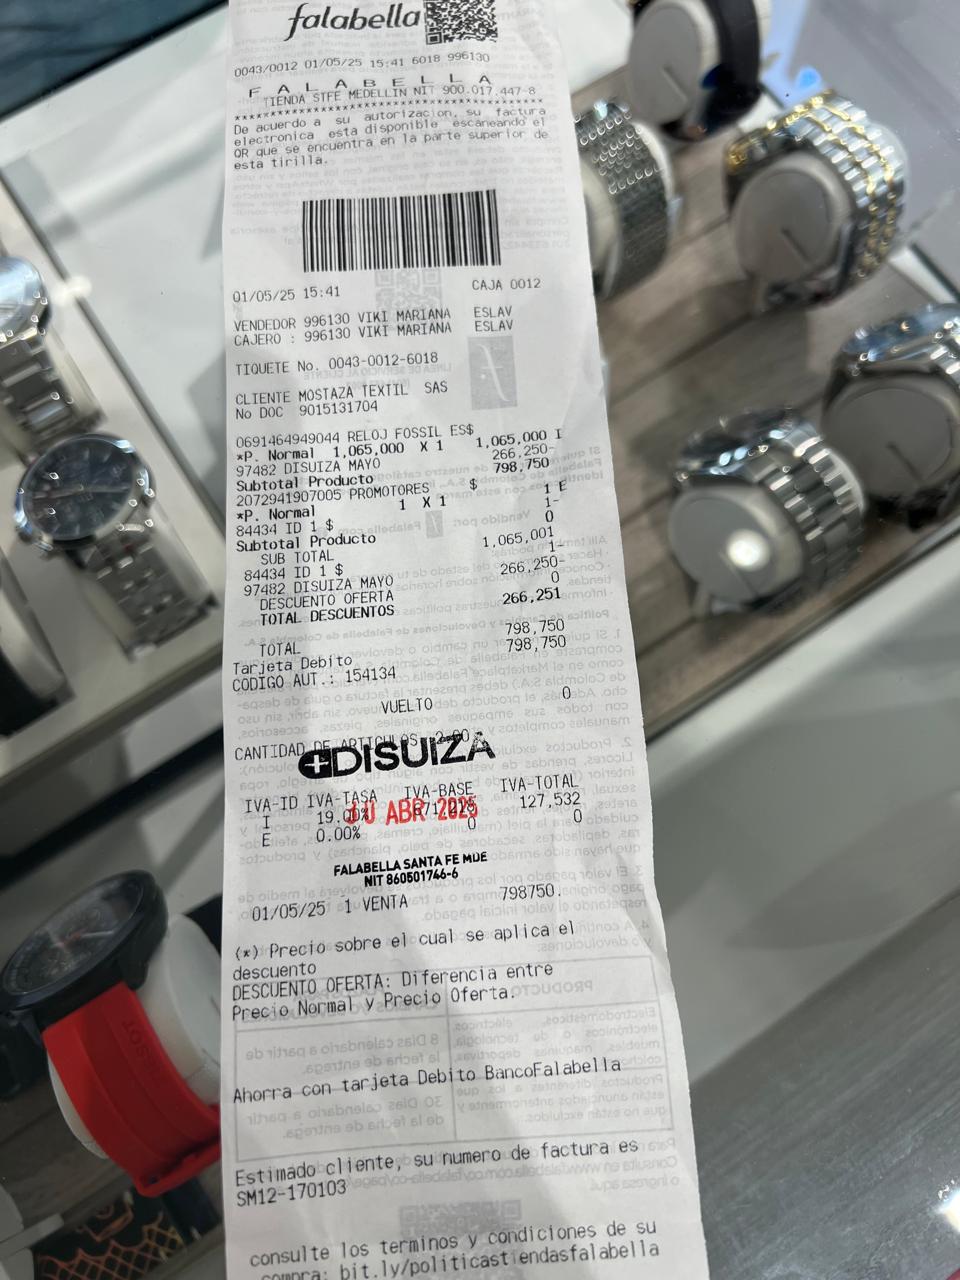 falabella
0043/0012 01/05/25 15:41 6018 996130
F A L A B E L L A
TIENDA STFE MEDELLIN NIT 900.017.447-8
****************************************
De acuerdo a su autorizacion, su factura
electronica esta disponible escaneando el
QR que se encuentra en la parte superior de
esta tirilla.
01/05/25 15:41 CAJA 0012
VENDEDOR 996130 VIKI MARIANA ESLAV
CAJERO : 996130 VIKI MARIANA ESLAV
TIQUETE No. 0043-0012-6018
CLIENTE MOSTAZA TEXTIL SAS
No DOC 9015131704
0691464949044 RELOJ FOSSIL ES$
*P. Normal 1,065,000 X 1 1,065,000 I
97482 DISUIZA MAYO 266,250-
Subtotal Producto 798,750
2072941907005 PROMOTORES $
*P. Normal 1 X 1 1 E
84434 ID 1 $ 1-
Subtotal Producto 0
SUB TOTAL 1,065,001
84434 ID 1 $ 1-
97482 DISUIZA MAYO 266,250-
DESCUENTO OFERTA 0
TOTAL DESCUENTOS 266,251
TOTAL 798,750
Tarjeta Debito 798,750
CODIGO AUT.: 154134
VUELTO 0
CANTIDAD DE ARTICULOS
DISUIZA
IVA-ID IVA-TASA IVA-BASE IVA-TOTAL
I 19.00% 127,532
E 0.00% 0 0
ABR 2025
FALABELLA SANTA FE MDE
NIT 860501746-6
01/05/25 1 VENTA 798750.
(*) Precio sobre el cual se aplica el
descuento
DESCUENTO OFERTA: Diferencia entre
Precio Normal y Precio Oferta.
Ahorra con tarjeta Debito BancoFalabella
Estimado cliente, su numero de factura es
SM12-170103
consulte los terminos y condiciones de su
compra: bit.ly/politicastiendasfalabella